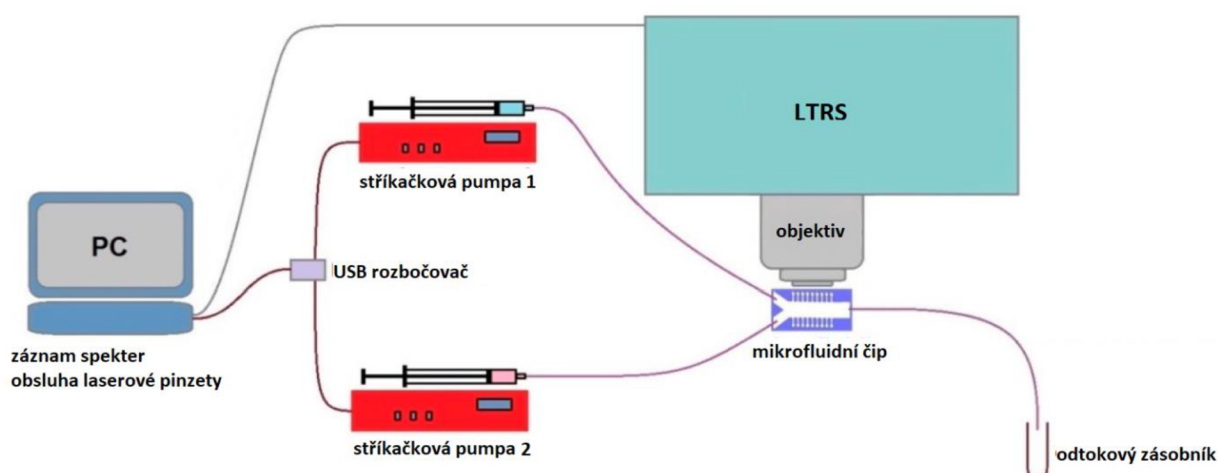 LTRS
stříkačková pumpa 1
objektiv
PC
USB rozbočovač
mikrofluidní čip
záznam spekter
obsluha laserové pinzety
stříkačková pumpa 2
odtokový zásobník